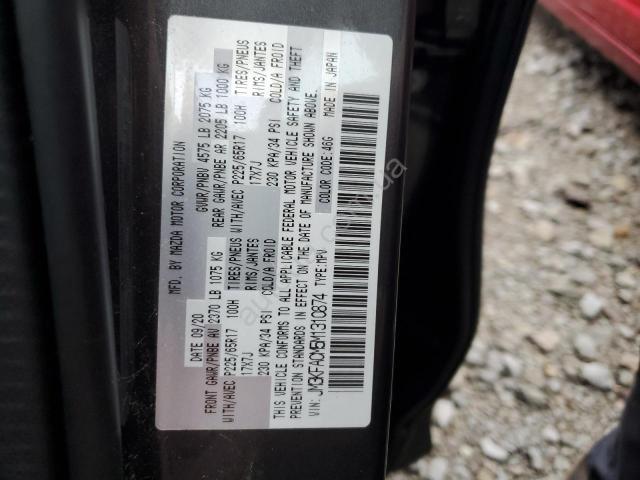 MFD. BY MAZDA MOTOR CORPORATION
DATE 09/20 GVWR/PNBV 4575 LB 2075 KG
FRONT GAWR/PNBE AV 2370 LB 1075 KG REAR GAWR/PNBE AR 2205 LB 1000 KG
WITH/AVEC P225/65R17 100H TIRES/PNEUS WITH/AVEC P225/65R17 100H TIRES/PNEUS
17X7J RIMS/JANTES 17X7J RIMS/JANTES
230 KPA/34 PSI COLD/A FROID 230 KPA/34 PSI COLD/A FROID
THIS VEHICLE CONFORMS TO ALL APPLICABLE FEDERAL MOTOR VEHICLE SAFETY AND THEFT
PREVENTION STANDARDS IN EFFECT ON THE DATE OF MANUFACTURE SHOWN ABOVE.
VIN: JM3KFACM5M1310874 TYPE:MPV COLOR CODE:46G MADE IN JAPAN